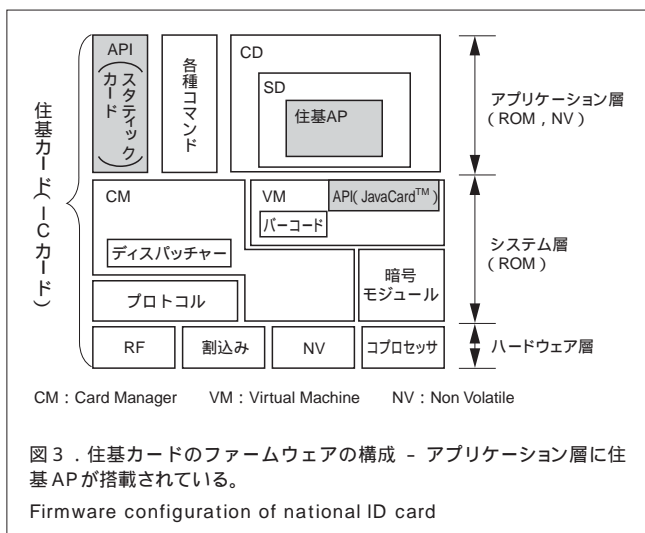 住基カード(ICカード)
API
(スタティックカード)
各種コマンド
CD
SD
住基AP
アプリケーション層
(ROM,NV)
CM
ディスパッチャー
VM
API(JavaCard™)
バーコード
システム層
(ROM)
プロトコル
暗号
モジュール
RF
割込み
NV
コプロセッサ
ハードウェア層
CM:Card Manager VM:Virtual Machine NV:Non Volatile
図3.住基カードのファームウェアの構成 - アプリケーション層に住
基APが搭載されている。
Firmware configuration of national ID card